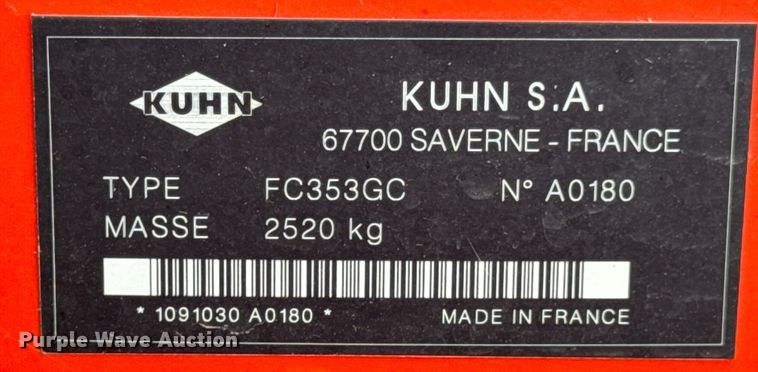 KUHN
KUHN S.A.
67700 SAVERNE - FRANCE
TYPE FC353GC N° A0180
MASSE 2520 kg
* 1091030 A0180 * MADE IN FRANCE
Purple Wave Auction